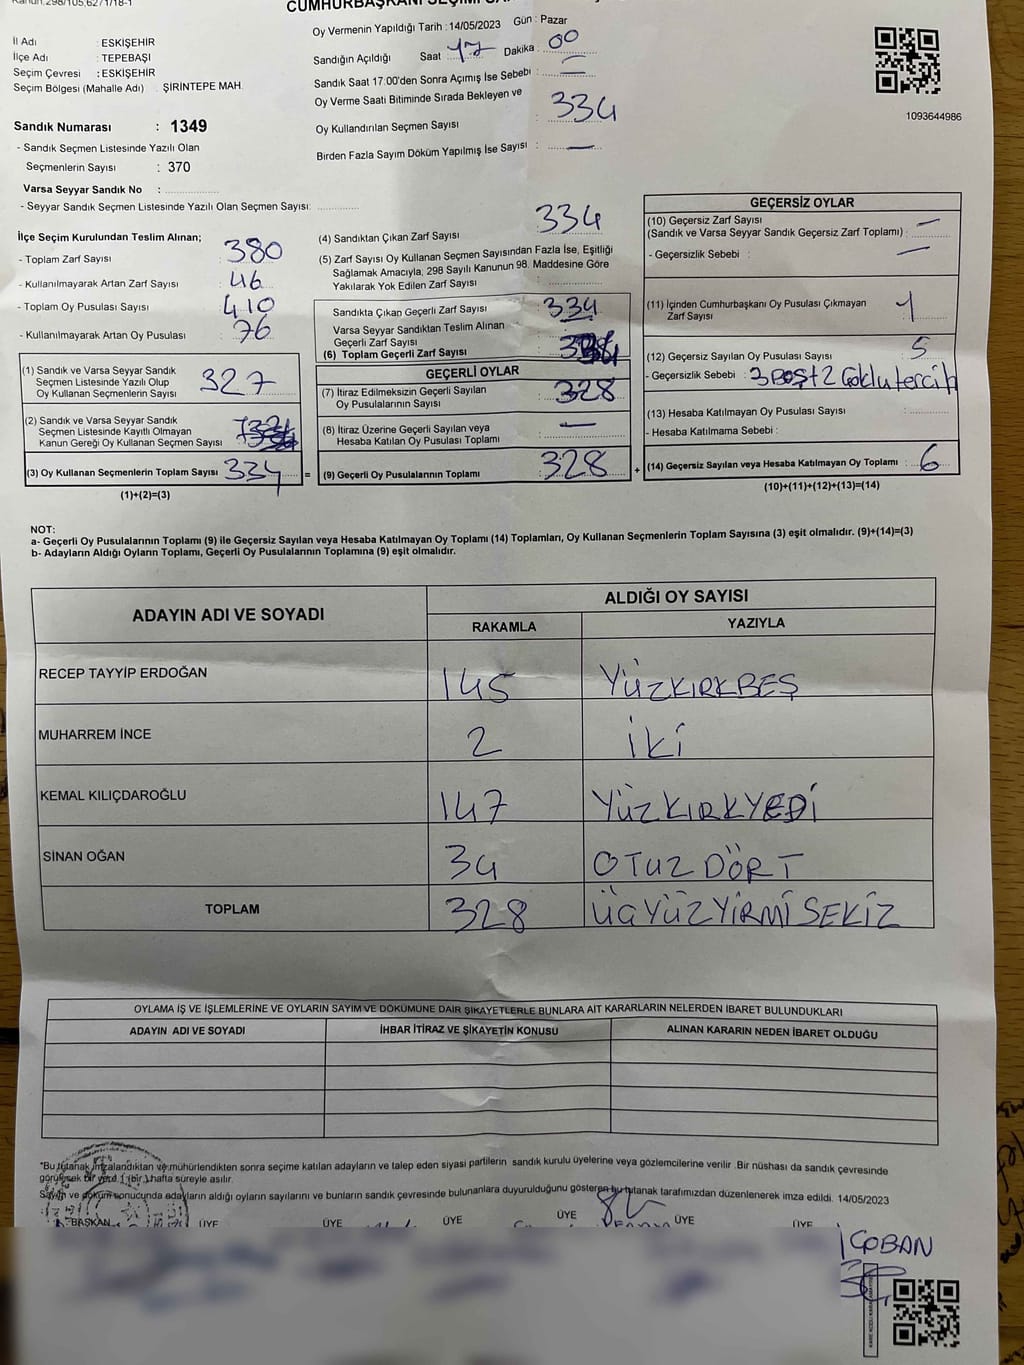 Kanun:298/105,6271/18-1
CUMHURBAŞKANI SEÇİMİ
İl Adı : ESKİŞEHİR
İlçe Adı : TEPEBAŞI
Seçim Çevresi : ESKİŞEHİR
Seçim Bölgesi (Mahalle Adı) ŞİRİNTEPE MAH.
Sandık Numarası : 1349
- Sandık Seçmen Listesinde Yazılı Olan
Seçmenlerin Sayısı : 370
Varsa Seyyar Sandık No :
- Seyyar Sandık Seçmen Listesinde Yazılı Olan Seçmen Sayısı:
Oy Vermenin Yapıldığı Tarih : 14/05/2023 Gün : Pazar
Sandığın Açıldığı Saat 17 Dakika : 00
Sandık Saat 17:00'den Sonra Açılmış İse Sebebi : —
Oy Verme Saati Bitiminde Sırada Bekleyen ve
Oy Kullandırılan Seçmen Sayısı : 334
Birden Fazla Sayım Döküm Yapılmış İse Sayısı : —
1093644986
İlçe Seçim Kurulundan Teslim Alınan;
- Toplam Zarf Sayısı : 380
- Kullanılmayarak Artan Zarf Sayısı : 46
- Toplam Oy Pusulası Sayısı : 410
- Kullanılmayarak Artan Oy Pusulası : 76
(1) Sandık ve Varsa Seyyar Sandık
Seçmen Listesinde Yazılı Olup
Oy Kullanan Seçmenlerin Sayısı 327
(2) Sandık ve Varsa Seyyar Sandık
Seçmen Listesinde Kayıtlı Olmayan
Kanun Gereği Oy Kullanan Seçmen Sayısı
(3) Oy Kullanan Seçmenlerin Toplam Sayısı 334 =
(1)+(2)=(3)
(4) Sandıktan Çıkan Zarf Sayısı : 334
(5) Zarf Sayısı Oy Kullanan Seçmen Sayısından Fazla İse, Eşitliği
Sağlamak Amacıyla, 298 Sayılı Kanunun 98. Maddesine Göre
Yakılarak Yok Edilen Zarf Sayısı :
Sandıkta Çıkan Geçerli Zarf Sayısı : 334
Varsa Seyyar Sandıktan Teslim Alınan
Geçerli Zarf Sayısı :
(6) Toplam Geçerli Zarf Sayısı :
GEÇERLİ OYLAR
(7) İtiraz Edilmeksizin Geçerli Sayılan
Oy Pusulalarının Sayısı : 328
(8) İtiraz Üzerine Geçerli Sayılan veya
Hesaba Katılan Oy Pusulası Toplamı : —
(9) Geçerli Oy Pusulalarının Toplamı : 328 +
GEÇERSİZ OYLAR
(10) Geçersiz Zarf Sayısı
(Sandık ve Varsa Seyyar Sandık Geçersiz Zarf Toplamı) : —
- Geçersizlik Sebebi : —
(11) İçinden Cumhurbaşkanı Oy Pusulası Çıkmayan
Zarf Sayısı : 1
(12) Geçersiz Sayılan Oy Pusulası Sayısı : 5
- Geçersizlik Sebebi : 3 Boş+2 Çoklu tercih
(13) Hesaba Katılmayan Oy Pusulası Sayısı :
- Hesaba Katılmama Sebebi :
(14) Geçersiz Sayılan veya Hesaba Katılmayan Oy Toplamı : 6
(10)+(11)+(12)+(13)=(14)
NOT:
a- Geçerli Oy Pusulalarının Toplamı (9) ile Geçersiz Sayılan veya Hesaba Katılmayan Oy Toplamı (14) Toplamları, Oy Kullanan Seçmenlerin Toplam Sayısına (3) eşit olmalıdır. (9)+(14)=(3)
b- Adayların Aldığı Oyların Toplamı, Geçerli Oy Pusulalarının Toplamına (9) eşit olmalıdır.
ADAYIN ADI VE SOYADI
ALDIĞI OY SAYISI
RAKAMLA YAZIYLA
RECEP TAYYİP ERDOĞAN 145 YÜZKIRKBEŞ
MUHARREM İNCE 2 İKİ
KEMAL KILIÇDAROĞLU 147 YÜZKIRKYEDİ
SİNAN OĞAN 34 OTUZ DÖRT
TOPLAM 328 ÜÇYÜZYİRMİSEKİZ
OYLAMA İŞ VE İŞLEMLERİNE VE OYLARIN SAYIM VE DÖKÜMÜNE DAİR ŞİKAYETLERLE BUNLARA AİT KARARLARIN NELERDEN İBARET BULUNDUKLARI
ADAYIN ADI VE SOYADI İHBAR İTİRAZ VE ŞİKAYETİN KONUSU ALINAN KARARIN NEDEN İBARET OLDUĞU
*Bu tutanak imzalandıktan ve mühürlendikten sonra seçime katılan adayların ve talep eden siyasi partilerin sandık kurulu üyelerine veya gözlemcilerine verilir .Bir nüshası da sandık çevresinde
görülecek bir yerde 1 (bir) hafta süreyle asılır.
Sayım ve döküm sonucunda adayların aldığı oyların sayılarını ve bunların sandık çevresinde bulunanlara duyurulduğunu gösteren bu tutanak tarafımızdan düzenlenerek imza edildi. 14/05/2023
BAŞKAN ÜYE ÜYE ÜYE ÜYE ÜYE ÜYE
ÇOBAN